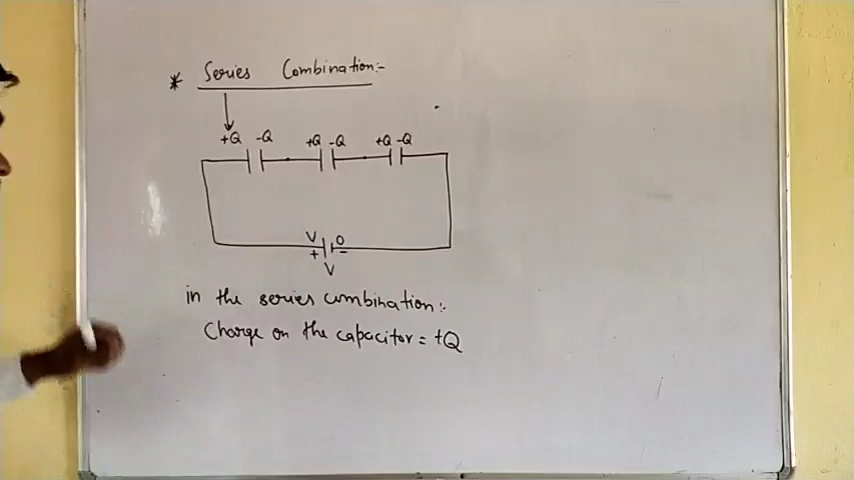 * Series Combination:-
+Q -Q +Q -Q +Q -Q
V 0
+ -
V
in the series combination:-
Charge on the capacitor = +Q